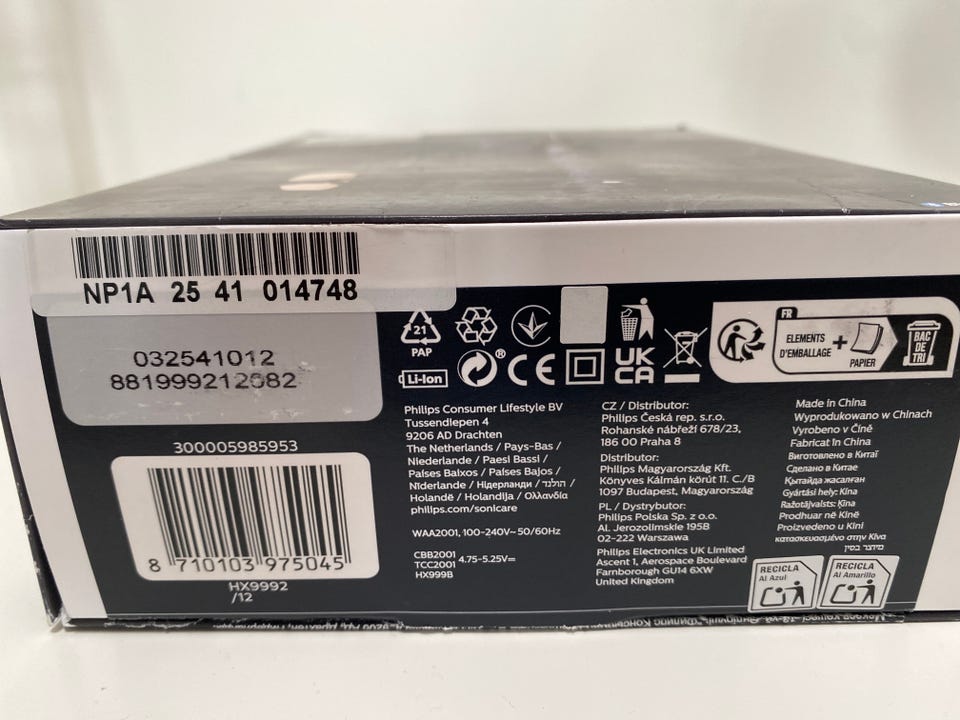 NP1A 25 41 014748
032541012
881999212682
300005985953
8 710103 975045
HX9992
/12
21
PAP
Li-Ion
CE
UK
CA
FR
ELEMENTS
D'EMBALLAGE
+
PAPIER
BAC
DE
TRI
Philips Consumer Lifestyle BV
Tussendiepen 4
9206 AD Drachten
The Netherlands / Pays-Bas /
Niederlande / Paesi Bassi /
Países Baixos / Países Bajos /
Niderlande / Нідерланди / הולנד /
Holandë / Holandija / Ολλανδία
philips.com/sonicare
WAA2001, 100-240V~ 50/60Hz
CBB2001
TCC2001 4.75-5.25V⎓
HX999B
CZ / Distributor:
Philips Česká rep. s.r.o.
Rohanské nábřeží 678/23,
186 00 Praha 8
Distributor:
Philips Magyarország Kft.
Könyves Kálmán körút 11. C./B
1097 Budapest, Magyarország
PL / Dystrybutor:
Philips Polska Sp. z o.o.
Al. Jerozolimskie 195B
02-222 Warszawa
Philips Electronics UK Limited
Ascent 1, Aerospace Boulevard
Farnborough GU14 6XW
United Kingdom
Made in China
Wyprodukowano w Chinach
Vyrobeno v Číně
Fabricat în China
Виготовлено в Китаї
Сделано в Китае
Қытайда жасалған
Gyártási hely: Kína
Ražotājvalsts: Ķīna
Prodhuar në Kinë
Proizvedeno u Kini
κατασκευασμένο στην Κίνα
מיוצר בסין
RECICLA
Al Azul
RECICLA
Al Amarillo